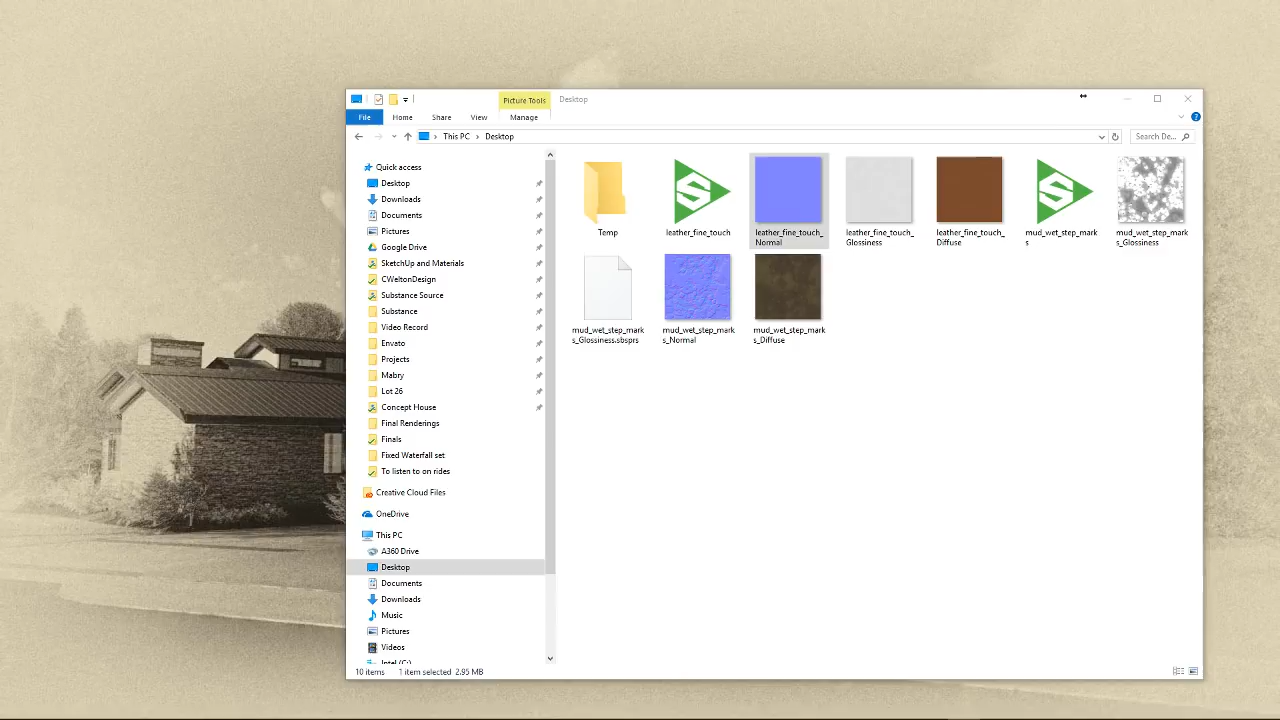 Picture Tools
Desktop
File
Home
Share
View
Manage
This PC
Desktop
Search De...
Quick access
Desktop
Downloads
Documents
Pictures
Google Drive
SketchUp and Materials
CWeltonDesign
Substance Source
Substance
Video Record
Envato
Projects
Mabry
Lot 26
Concept House
Final Renderings
Finals
Fixed Waterfall set
To listen to on rides
Creative Cloud Files
OneDrive
This PC
A360 Drive
Desktop
Documents
Downloads
Music
Pictures
Videos
Intel (C:)
Temp
leather_fine_touch
leather_fine_touch_
Normal
leather_fine_touch_
Glossiness
leather_fine_touch_
Diffuse
mud_wet_step_mark
s
mud_wet_step_mark
s_Glossiness
mud_wet_step_mark
s_Glossiness.sbsprs
mud_wet_step_mark
s_Normal
mud_wet_step_mark
s_Diffuse
10 items
1 item selected 2.95 MB